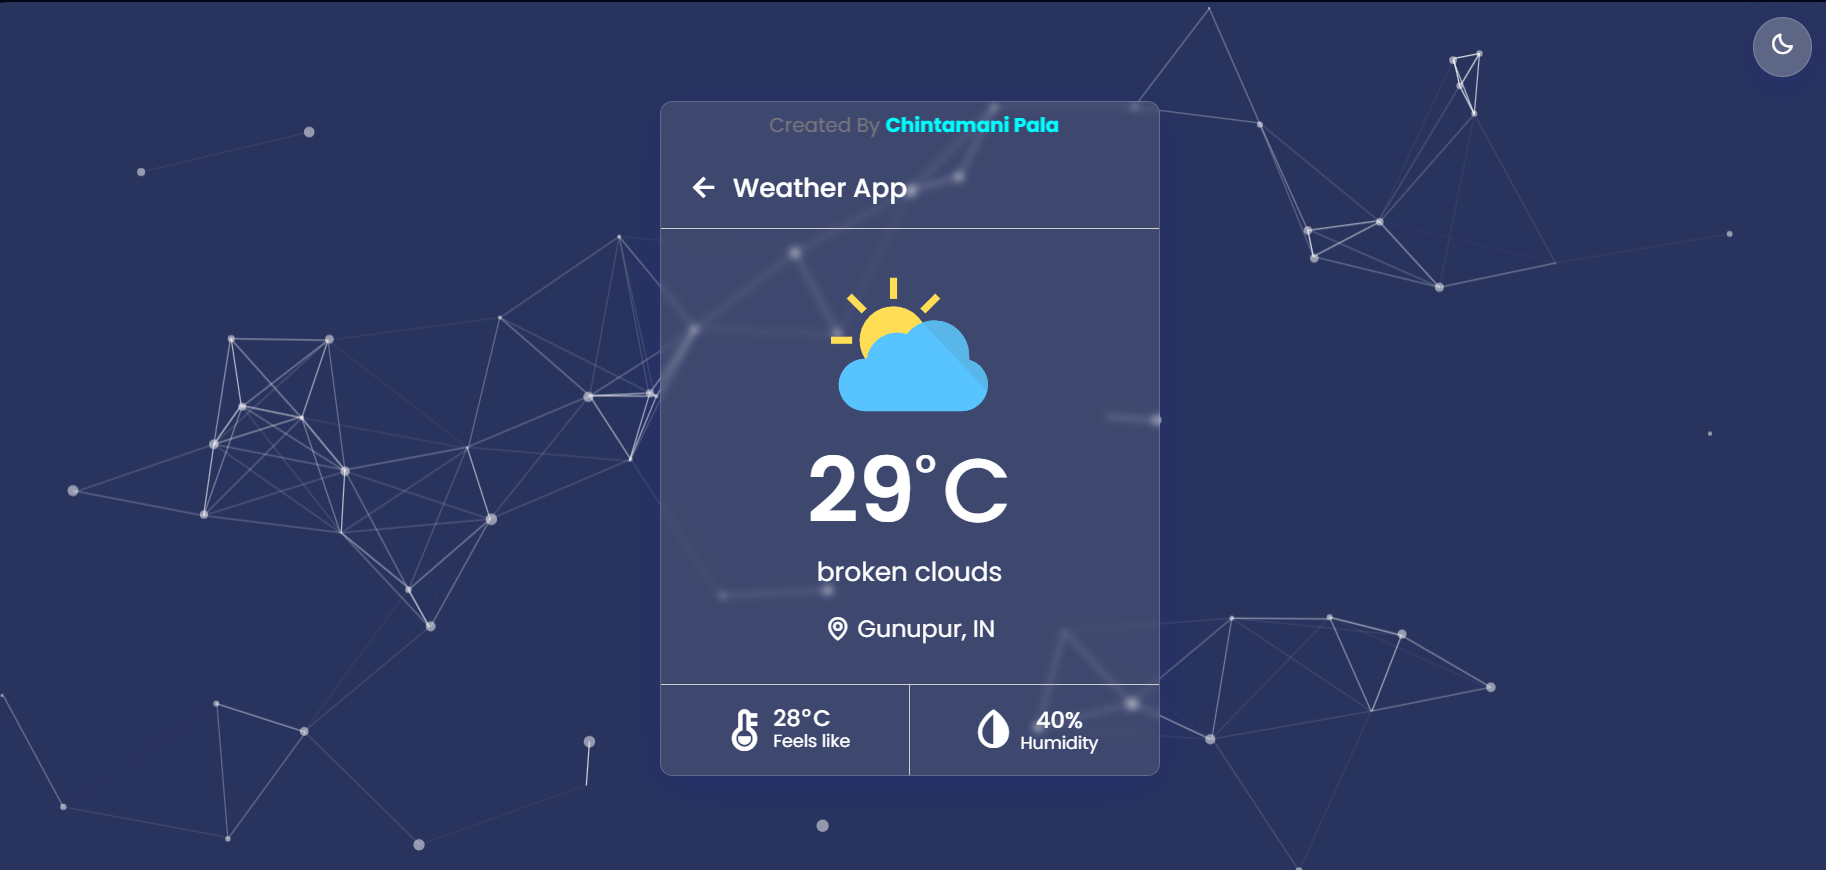 Created By Chintamani Pala
Weather App
29°C
broken clouds
Gunupur, IN
28°C
Feels like
40%
Humidity